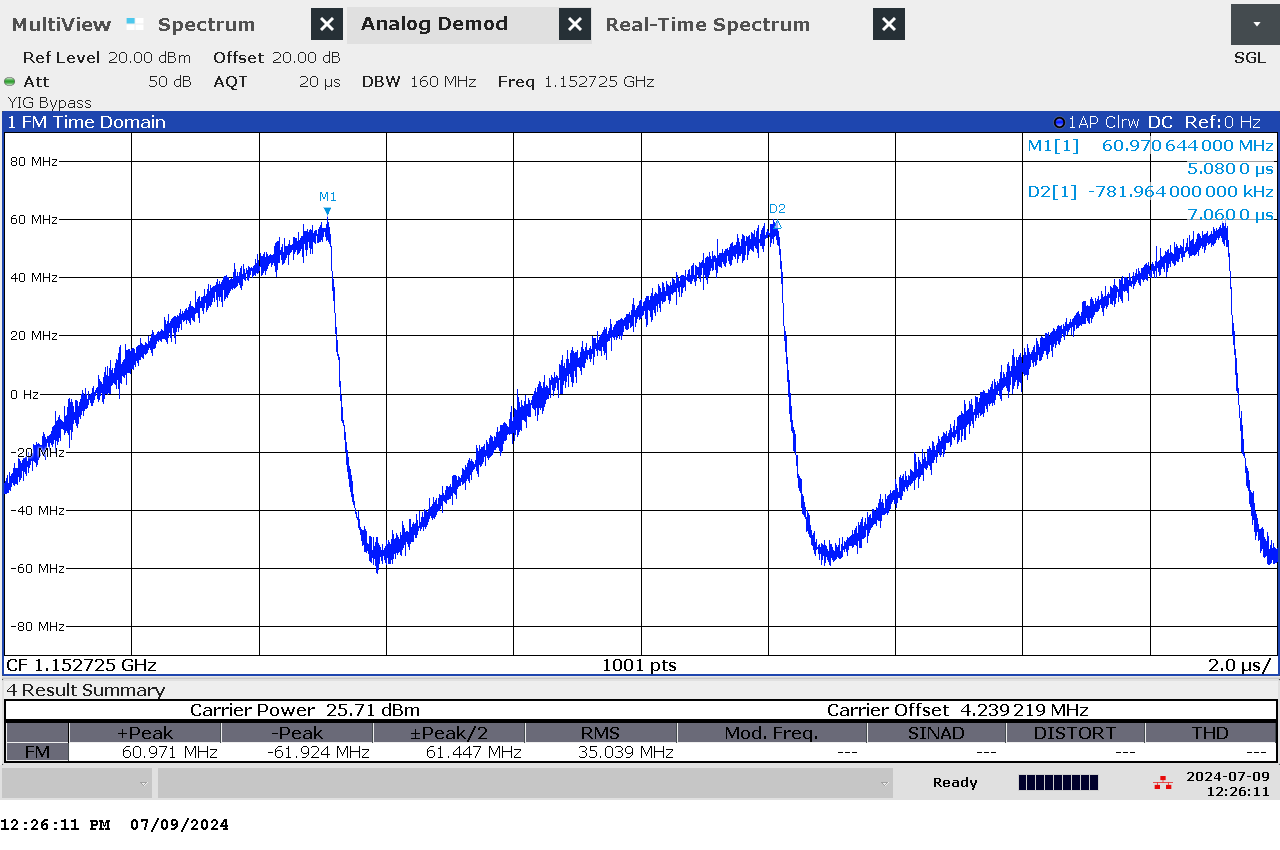 MultiView Spectrum Analog Demod Real-Time Spectrum
SGL
Ref Level 20.00 dBm Offset 20.00 dB
Att 50 dB AQT 20 µs DBW 160 MHz Freq 1.152725 GHz
YIG Bypass
1 FM Time Domain 1AP Clrw DC Ref: 0 Hz
M1[1] 60.970 644 000 MHz
5.080 0 µs
D2[1] -781.964 000 000 kHz
7.060 0 µs
80 MHz
M1
D2
60 MHz
40 MHz
20 MHz
0 Hz
-20 MHz
-40 MHz
-60 MHz
-80 MHz
CF 1.152725 GHz 1001 pts 2.0 µs/
4 Result Summary
Carrier Power 25.71 dBm Carrier Offset 4.239 219 MHz
+Peak -Peak ±Peak/2 RMS Mod. Freq. SINAD DISTORT THD
FM 60.971 MHz -61.924 MHz 61.447 MHz 35.039 MHz --- --- --- ---
Ready
2024-07-09
12:26:11
12:26:11 PM 07/09/2024